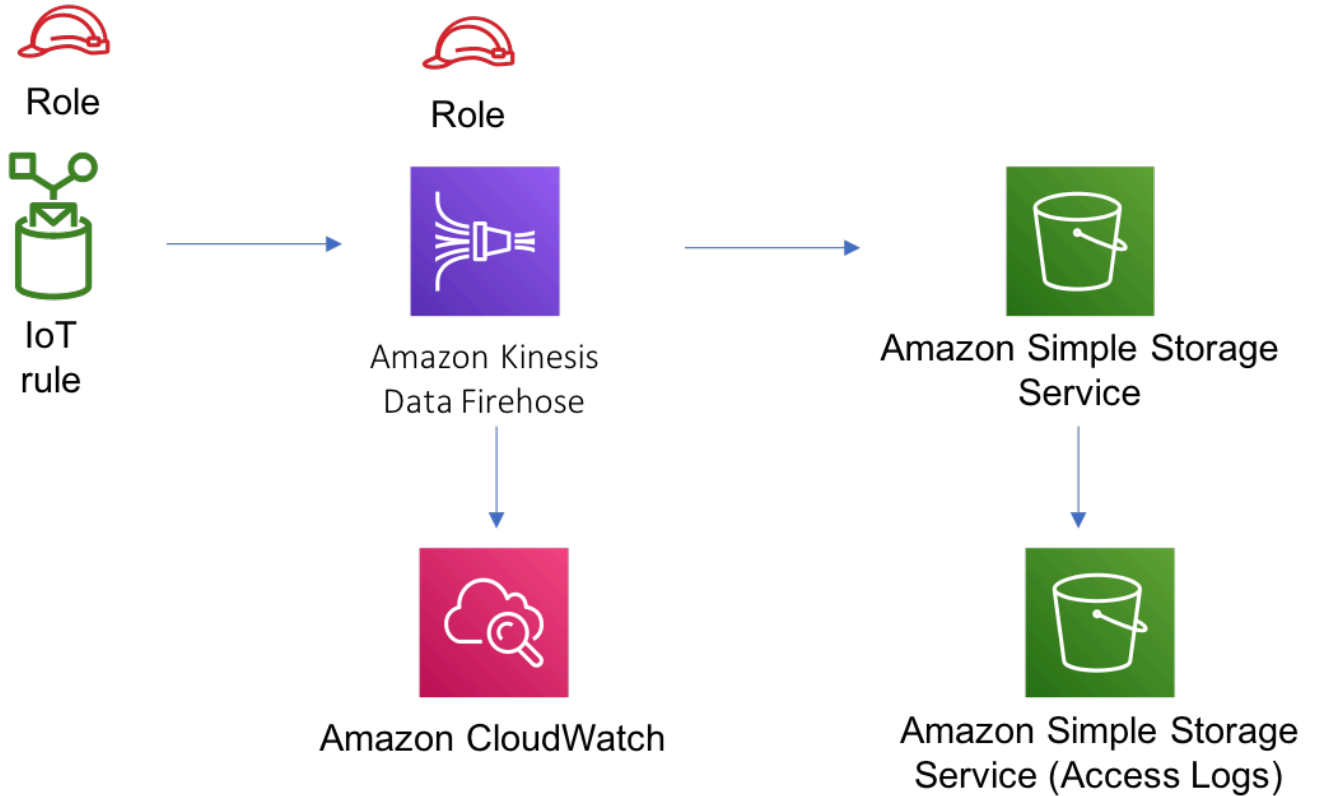 Role
Role
IoT
rule
Amazon Kinesis
Data Firehose
Amazon Simple Storage
Service
Amazon CloudWatch
Amazon Simple Storage
Service (Access Logs)